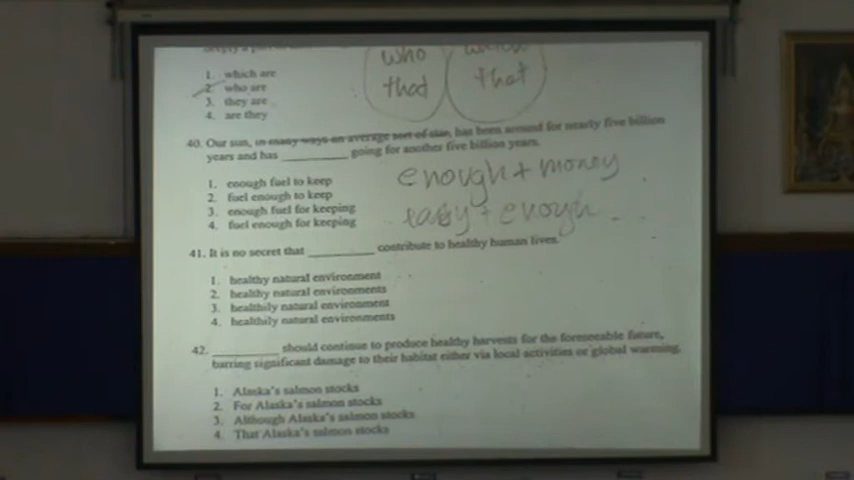 who
that
that
1. which are
2. who are
3. they are
4. are they
40. Our sun, in many ways an average sort of star, has been around for nearly five billion
years and has ________ going for another five billion years.
1. enough fuel to keep
2. fuel enough to keep
3. enough fuel for keeping
4. fuel enough for keeping
enough + money
easy + enough
41. It is no secret that ________ contribute to healthy human lives.
1. healthy natural environment
2. healthy natural environments
3. healthily natural environment
4. healthily natural environments
42. ________ should continue to produce healthy harvests for the foreseeable future,
barring significant damage to their habitat either via local activities or global warming.
1. Alaska's salmon stocks
2. For Alaska's salmon stocks
3. Although Alaska's salmon stocks
4. That Alaska's salmon stocks